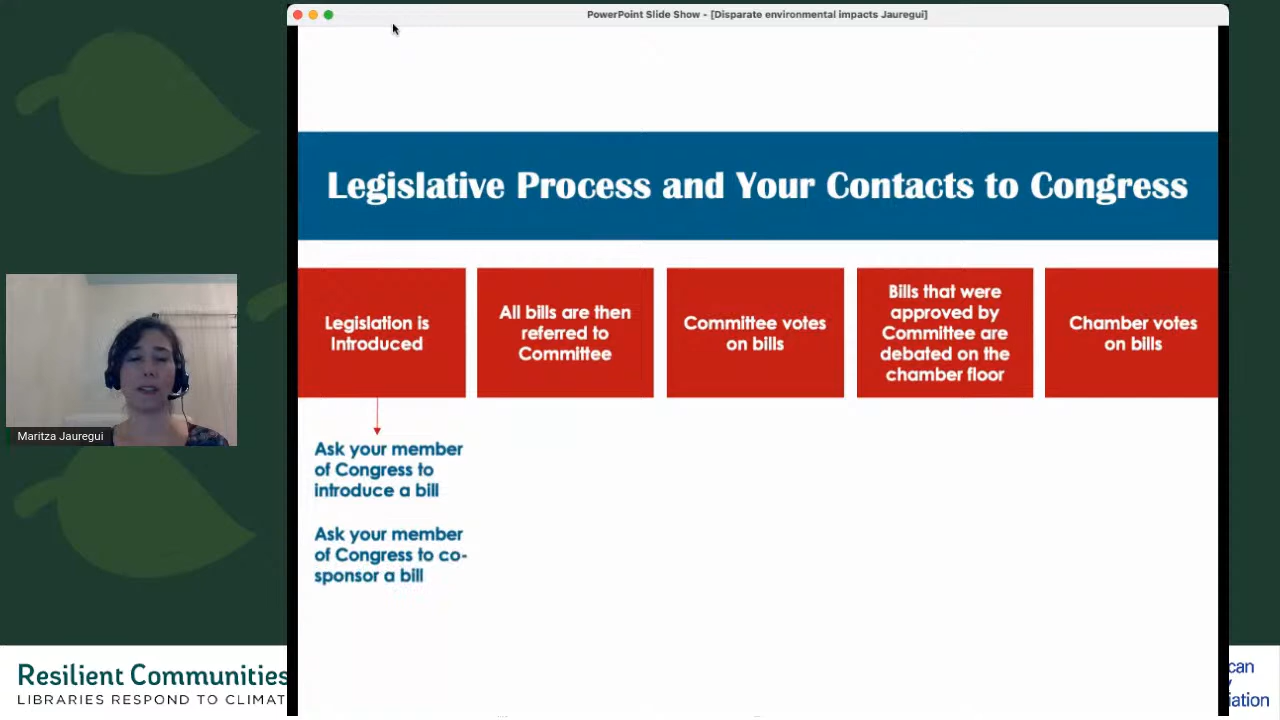 PowerPoint Slide Show - [Disparate environmental impacts Jauregui]
Legislative Process and Your Contacts to Congress
Legislation is
Introduced
All bills are then
referred to
Committee
Committee votes
on bills
Bills that were
approved by
Committee are
debated on the
chamber floor
Chamber votes
on bills
Ask your member
of Congress to
introduce a bill
Ask your member
of Congress to co-
sponsor a bill
Maritza Jauregui
Resilient Communities
LIBRARIES RESPOND TO CLIMAT
can
iation